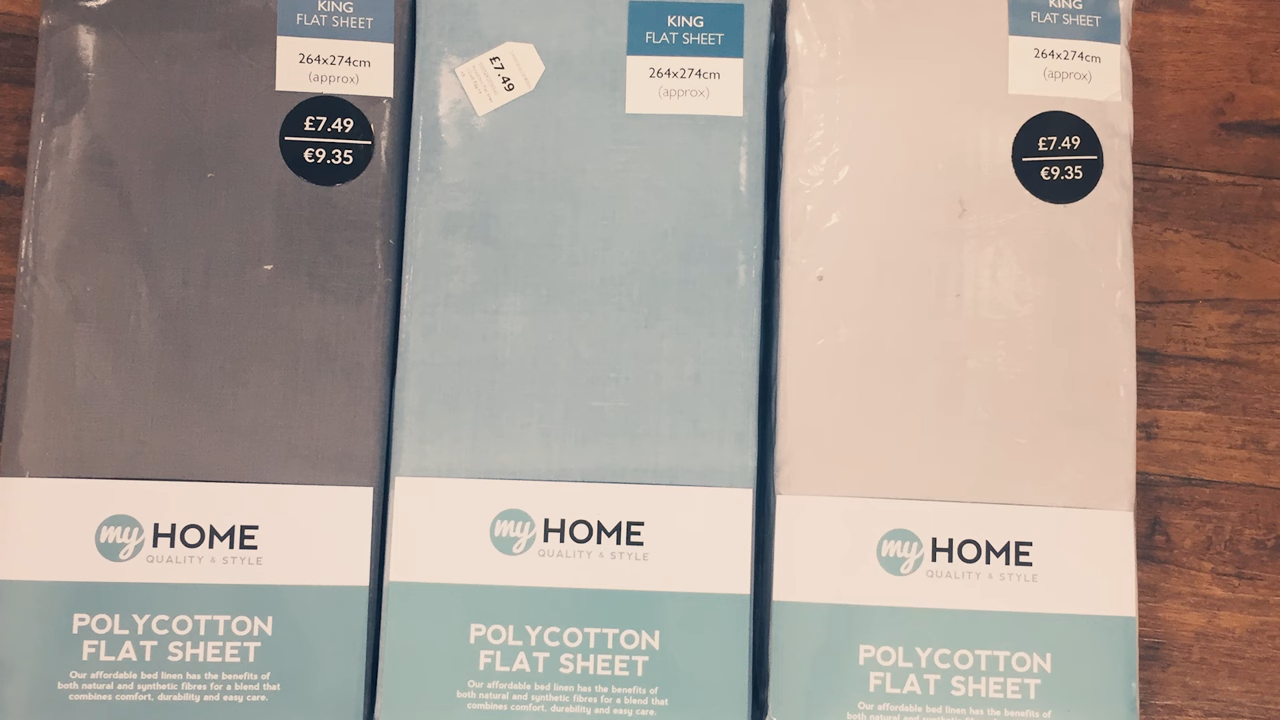 KING
FLAT SHEET
264x274cm
(approx)
£7.49
€9.35
my HOME
QUALITY & STYLE
POLYCOTTON
FLAT SHEET
Our affordable bed linen has the benefits of
both natural and synthetic fibres for a blend that
combines comfort, durability and easy care.
KING
FLAT SHEET
264x274cm
(approx)
£7.49
my HOME
QUALITY & STYLE
POLYCOTTON
FLAT SHEET
Our affordable bed linen has the benefits of
both natural and synthetic fibres for a blend that
combines comfort, durability and easy care.
KING
FLAT SHEET
264x274cm
(approx)
£7.49
€9.35
my HOME
QUALITY & STYLE
POLYCOTTON
FLAT SHEET
Our affordable bed linen has the benefits of
both natural and synthetic